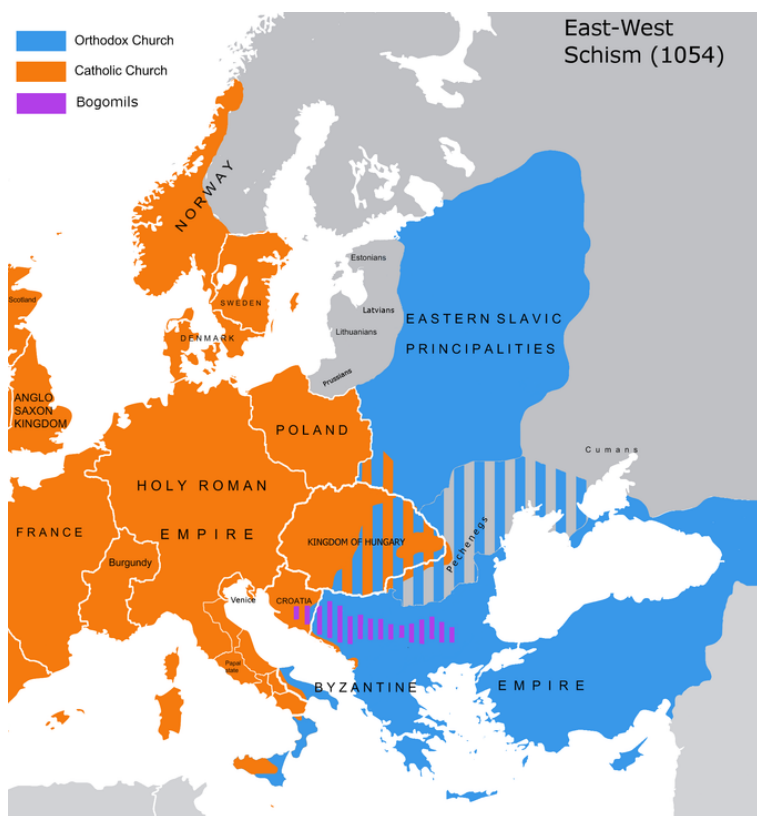 East-West
Schism (1054)
Orthodox Church
Catholic Church
Bogomils
NORWAY
SWEDEN
Estonians
Latvians
Lithuanians
Prussians
Scotland
DENMARK
EASTERN SLAVIC
PRINCIPALITIES
ANGLO
SAXON
KINGDOM
POLAND
Cumans
HOLY ROMAN
EMPIRE
FRANCE
KINGDOM OF HUNGARY
Pechenegs
Burgundy
Venice
CROATIA
Papal
state
BYZANTINE EMPIRE